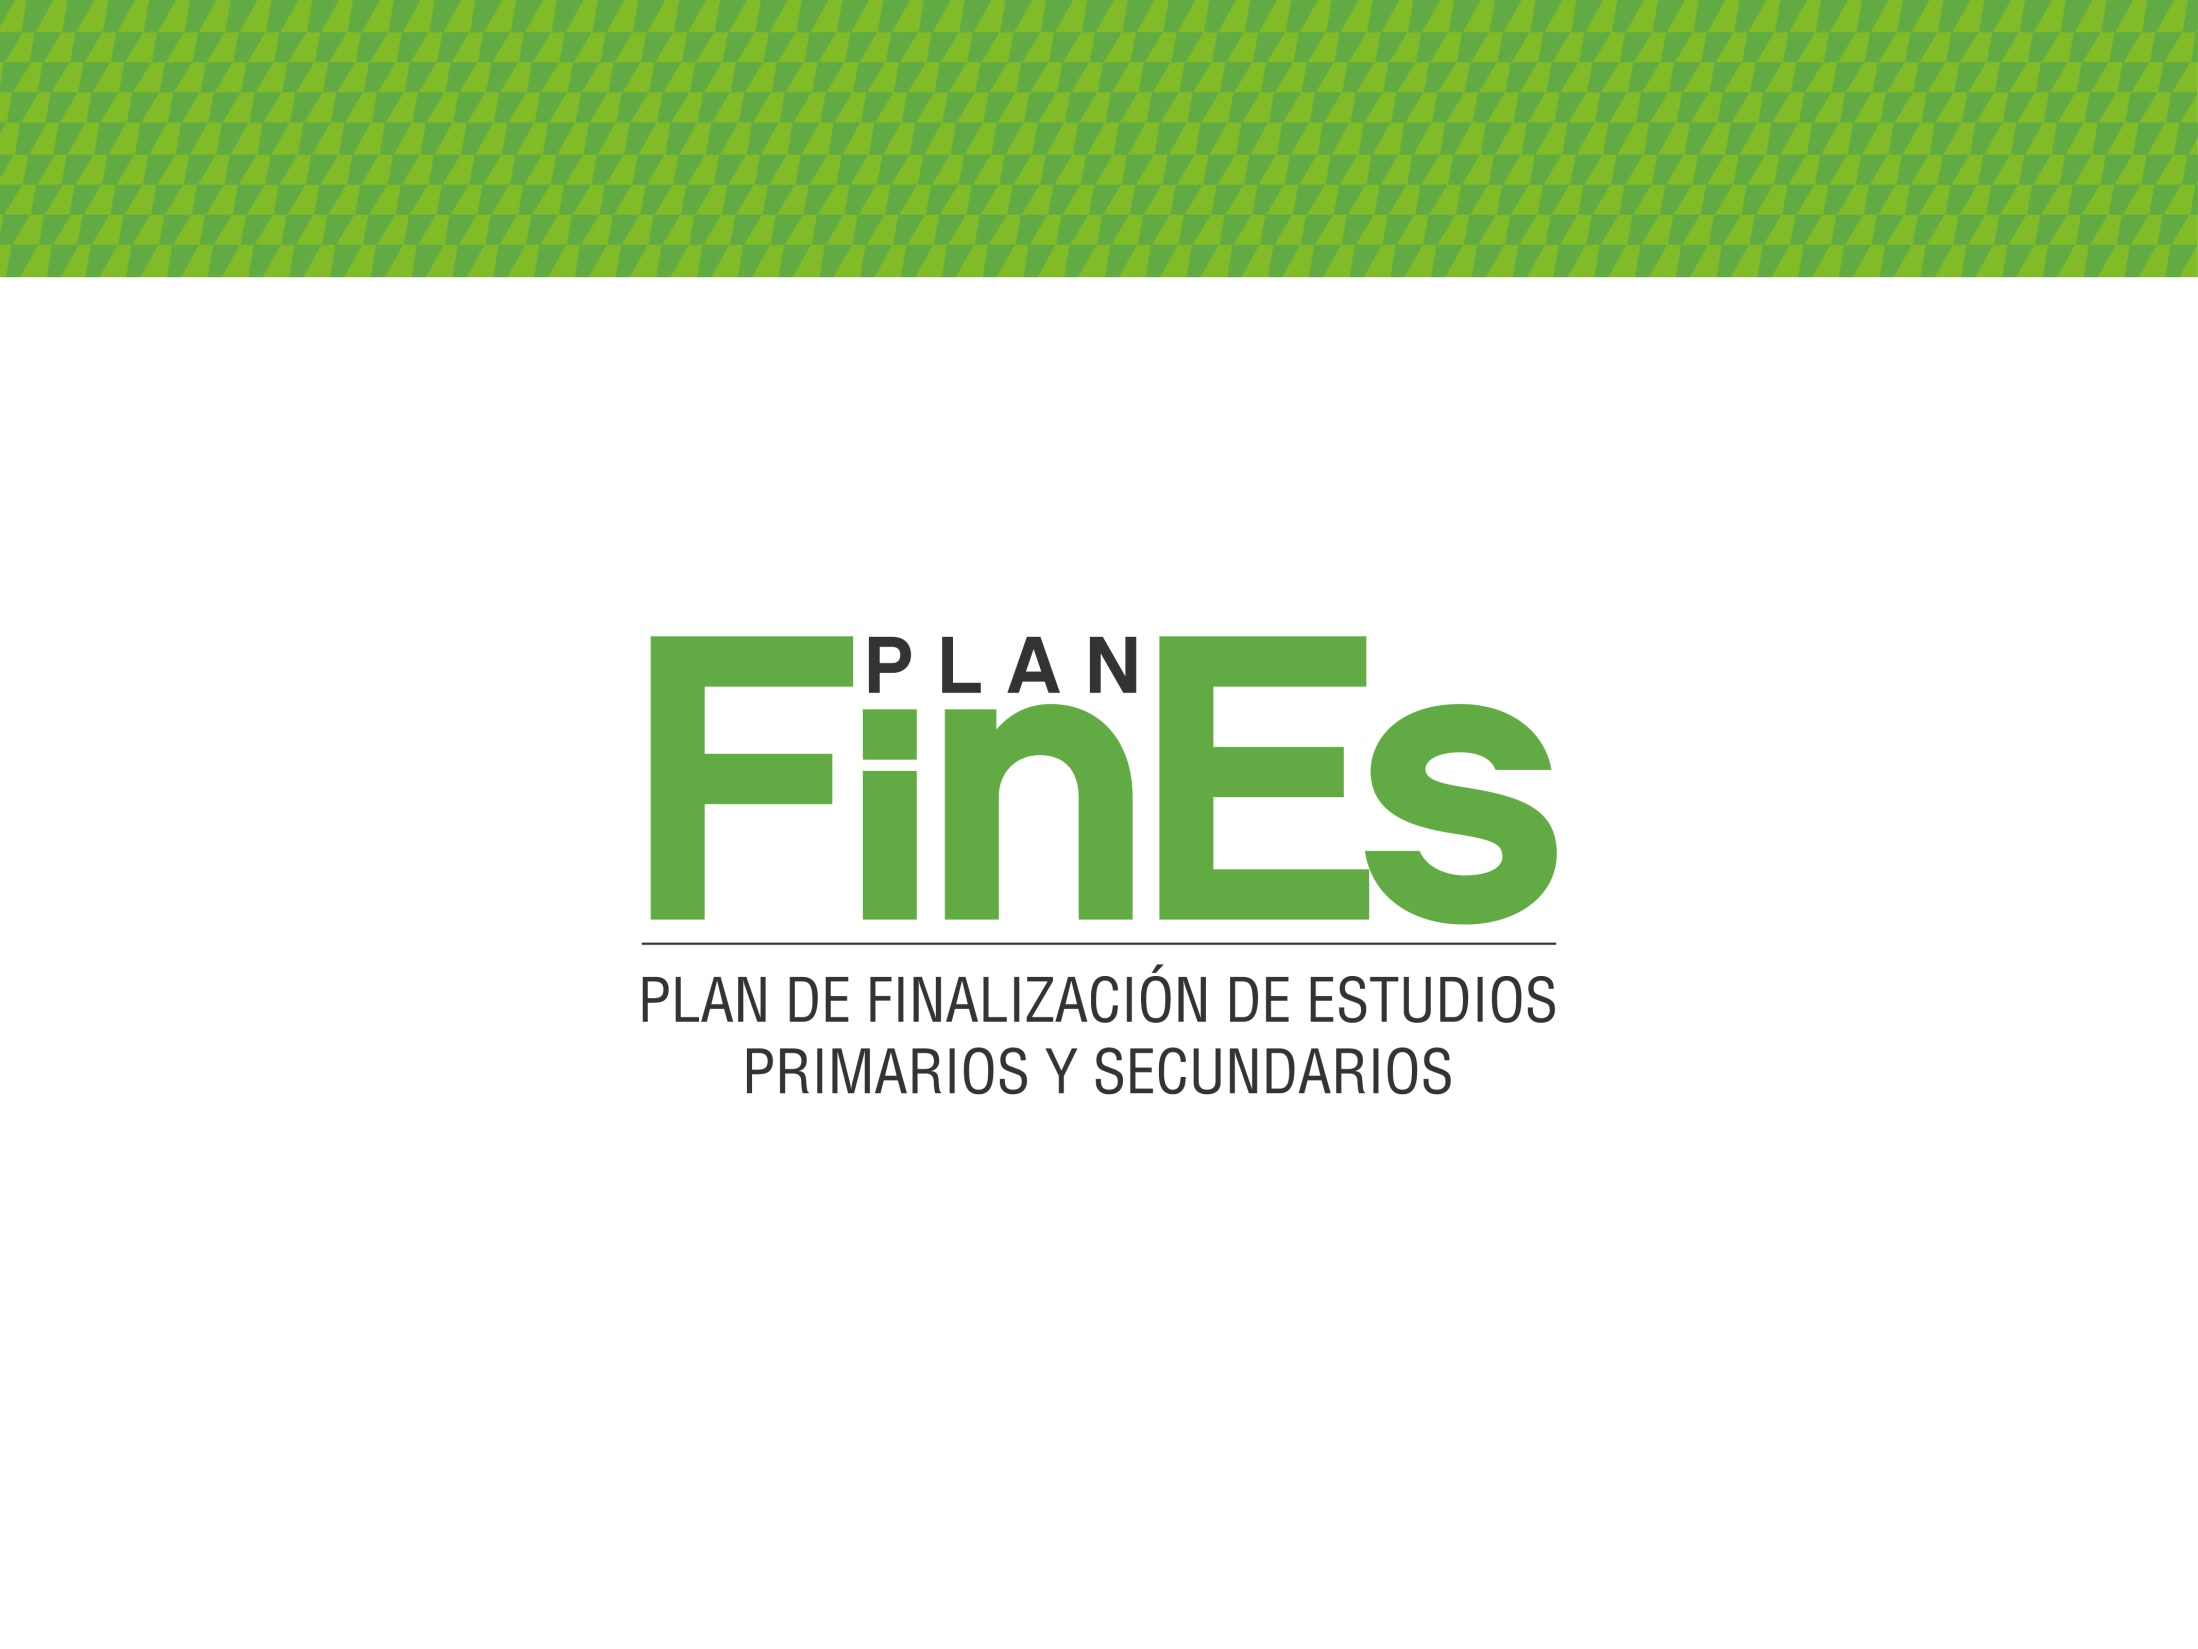 PLAN
FinEs
PLAN DE FINALIZACIÓN DE ESTUDIOS
PRIMARIOS Y SECUNDARIOS